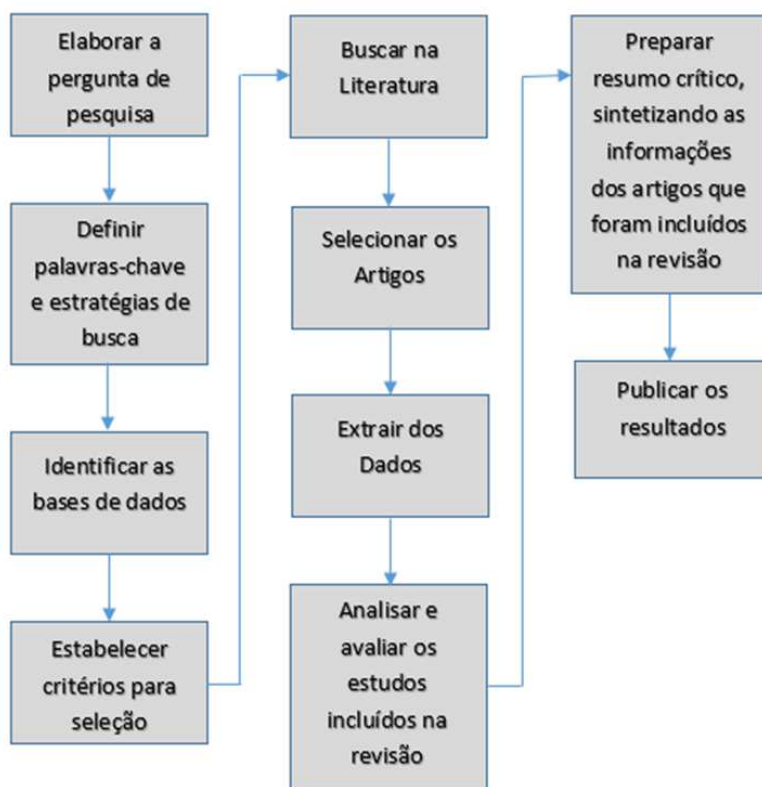 Elaborar a
pergunta de
pesquisa
Definir
palavras-chave
e estratégias de
busca
Identificar as
bases de dados
Estabelecer
critérios para
seleção
Buscar na
Literatura
Selecionar os
Artigos
Extrair dos
Dados
Analisar e
avaliar os
estudos
incluídos na
revisão
Preparar
resumo crítico,
sintetizando as
informações
dos artigos que
foram incluídos
na revisão
Publicar os
resultados